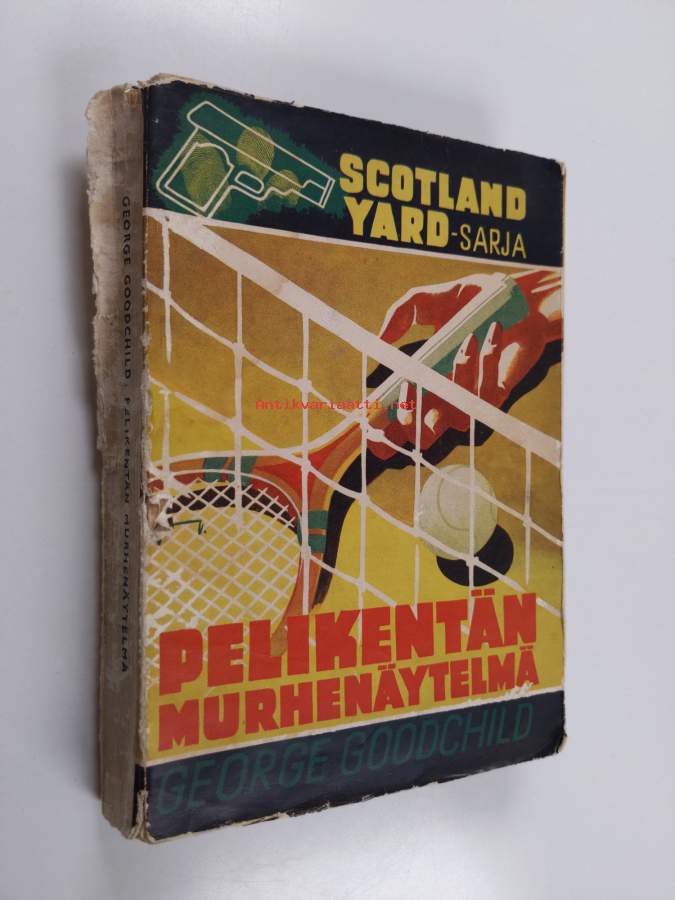 SCOTLAND
YARD-SARJA
Antikvariaatti.net
PELIKENTÄN
MURHENÄYTELMÄ
GEORGE GOODCHILD
GEORGE GOODCHILD, PELIKENTÄN MURHENÄYTELMÄ